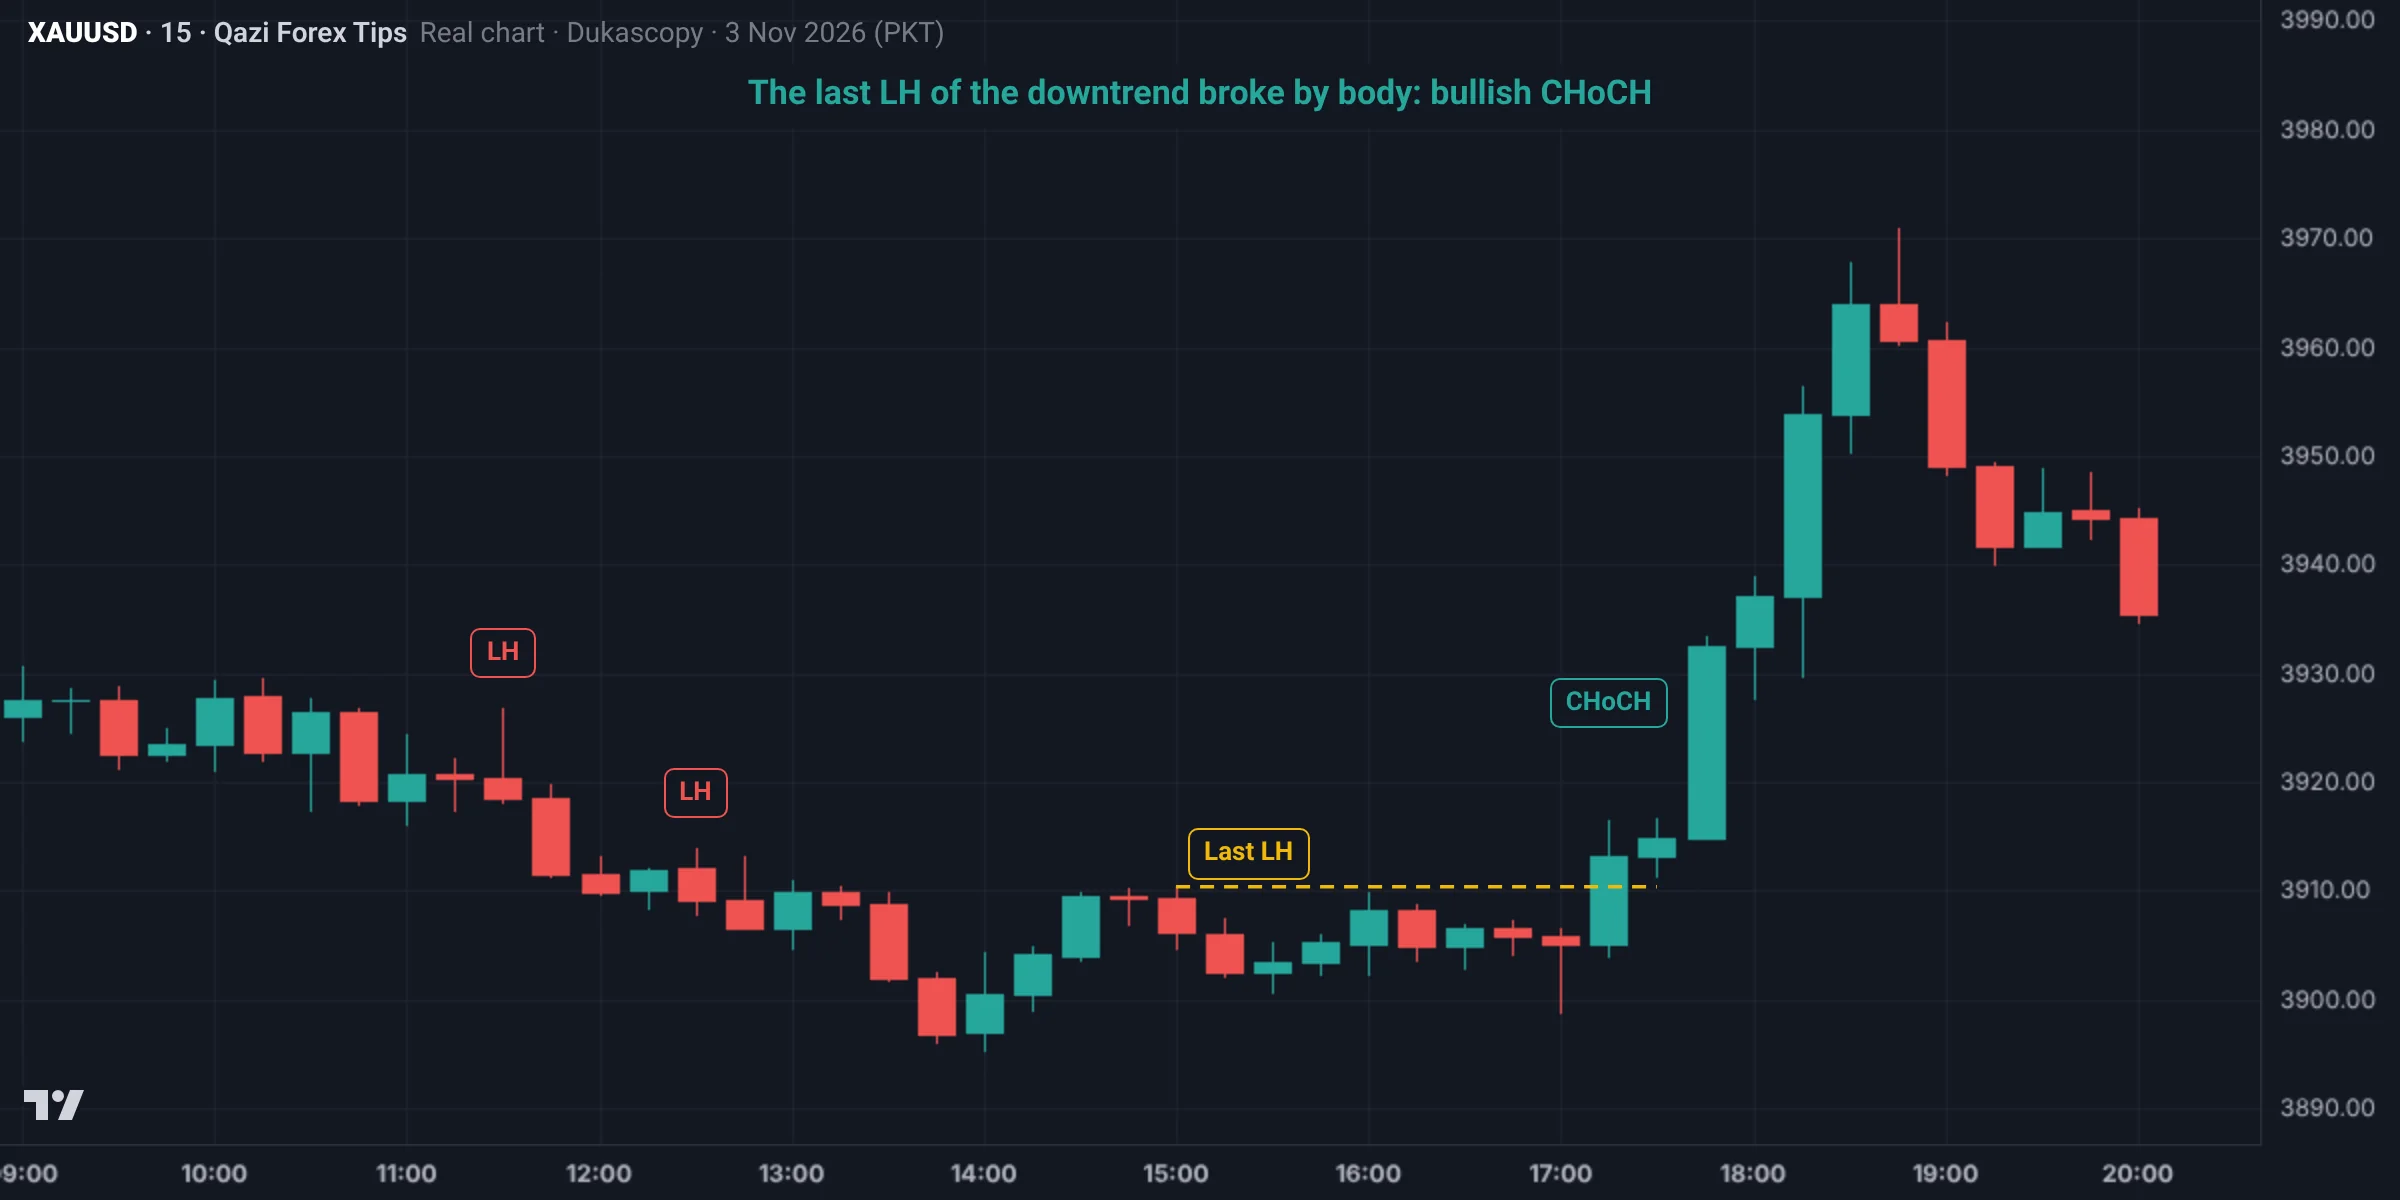 XAUUSD · 15 · Qazi Forex Tips Real chart · Dukascopy · 3 Nov 2026 (PKT)
The last LH of the downtrend broke by body: bullish CHoCH
3990.00
3980.00
3970.00
3960.00
3950.00
3940.00
3930.00
3920.00
3910.00
3900.00
3890.00
LH
LH
Last LH
CHoCH
9:00 10:00 11:00 12:00 13:00 14:00 15:00 16:00 17:00 18:00 19:00 20:00